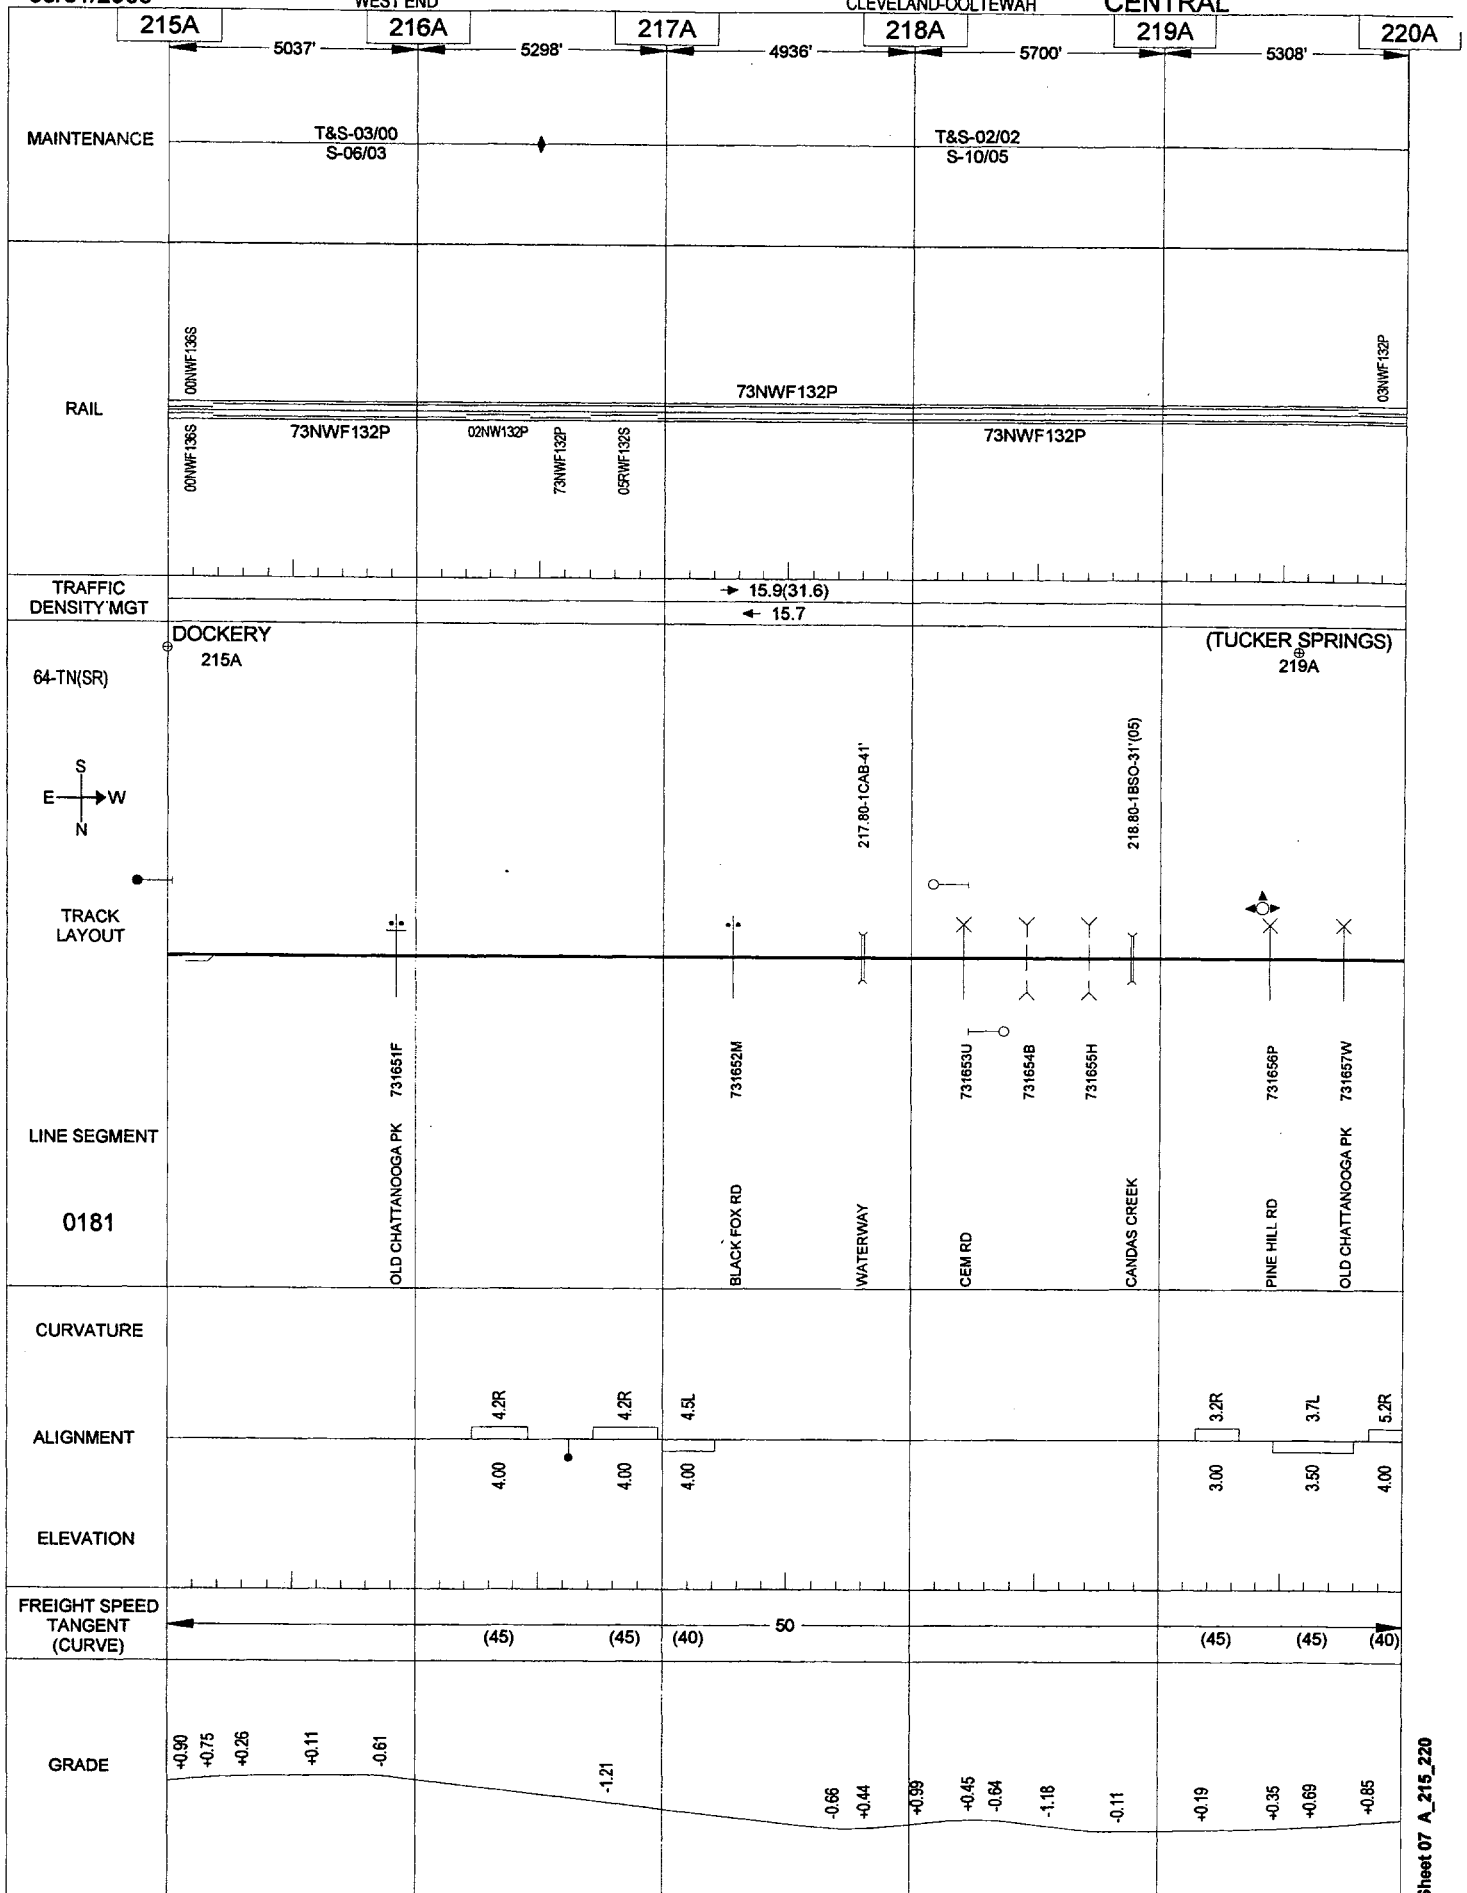 WEST END
CLEVELAND-OOLTEWAH
CENTRAL
215A 216A 217A 218A 219A 220A
5037' 5298' 4936' 5700' 5308'
MAINTENANCE
T&S-03/00
S-06/03
T&S-02/02
S-10/05
RAIL
00NWF136S
03NWF132P
73NWF132P
00NWF136S
73NWF132P
02NW132P
73NWF132P
05RWF132S
73NWF132P
TRAFFIC
DENSITY MGT
15.9(31.6)
15.7
DOCKERY
215A
(TUCKER SPRINGS)
219A
64-TN(SR)
S
E W
N
217.80-1CAB-41'
218.80-1BSO-31'(05)
TRACK
LAYOUT
OLD CHATTANOOGA PK 731651F
BLACK FOX RD 731652M
WATERWAY
CEM RD 731653U
731654B
731655H
CANDAS CREEK
PINE HILL RD 731656P
OLD CHATTANOOGA PK 731657W
LINE SEGMENT
0181
CURVATURE
4.2R 4.2R 4.5L 3.2R 3.7L 5.2R
ALIGNMENT
4.00 4.00 4.00 3.00 3.50 4.00
ELEVATION
FREIGHT SPEED
TANGENT
(CURVE)
50
(45) (45) (40) (45) (45) (40)
GRADE
+0.90 +0.75 +0.26 +0.11 -0.61 -1.21 -0.66 +0.44 +0.99 +0.45 -0.64 -1.18 -0.11 +0.19 +0.35 +0.69 +0.85
Sheet 07 A_215_220